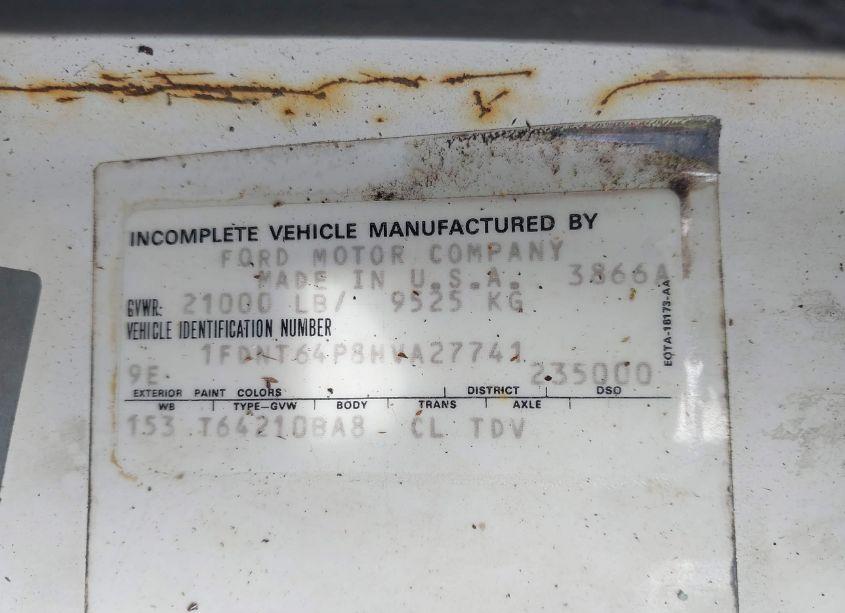 INCOMPLETE VEHICLE MANUFACTURED BY
FORD MOTOR COMPANY
MADE IN U.S.A. 3866A
GVWR: 21000 LB/ 9525 KG
VEHICLE IDENTIFICATION NUMBER
1FDNT64P8HVA27741
9E 235000
EXTERIOR PAINT COLORS DISTRICT DSO
WB TYPE-GVW BODY TRANS AXLE
153 T64210BA8 CL TDV
EOTA-18173-AA